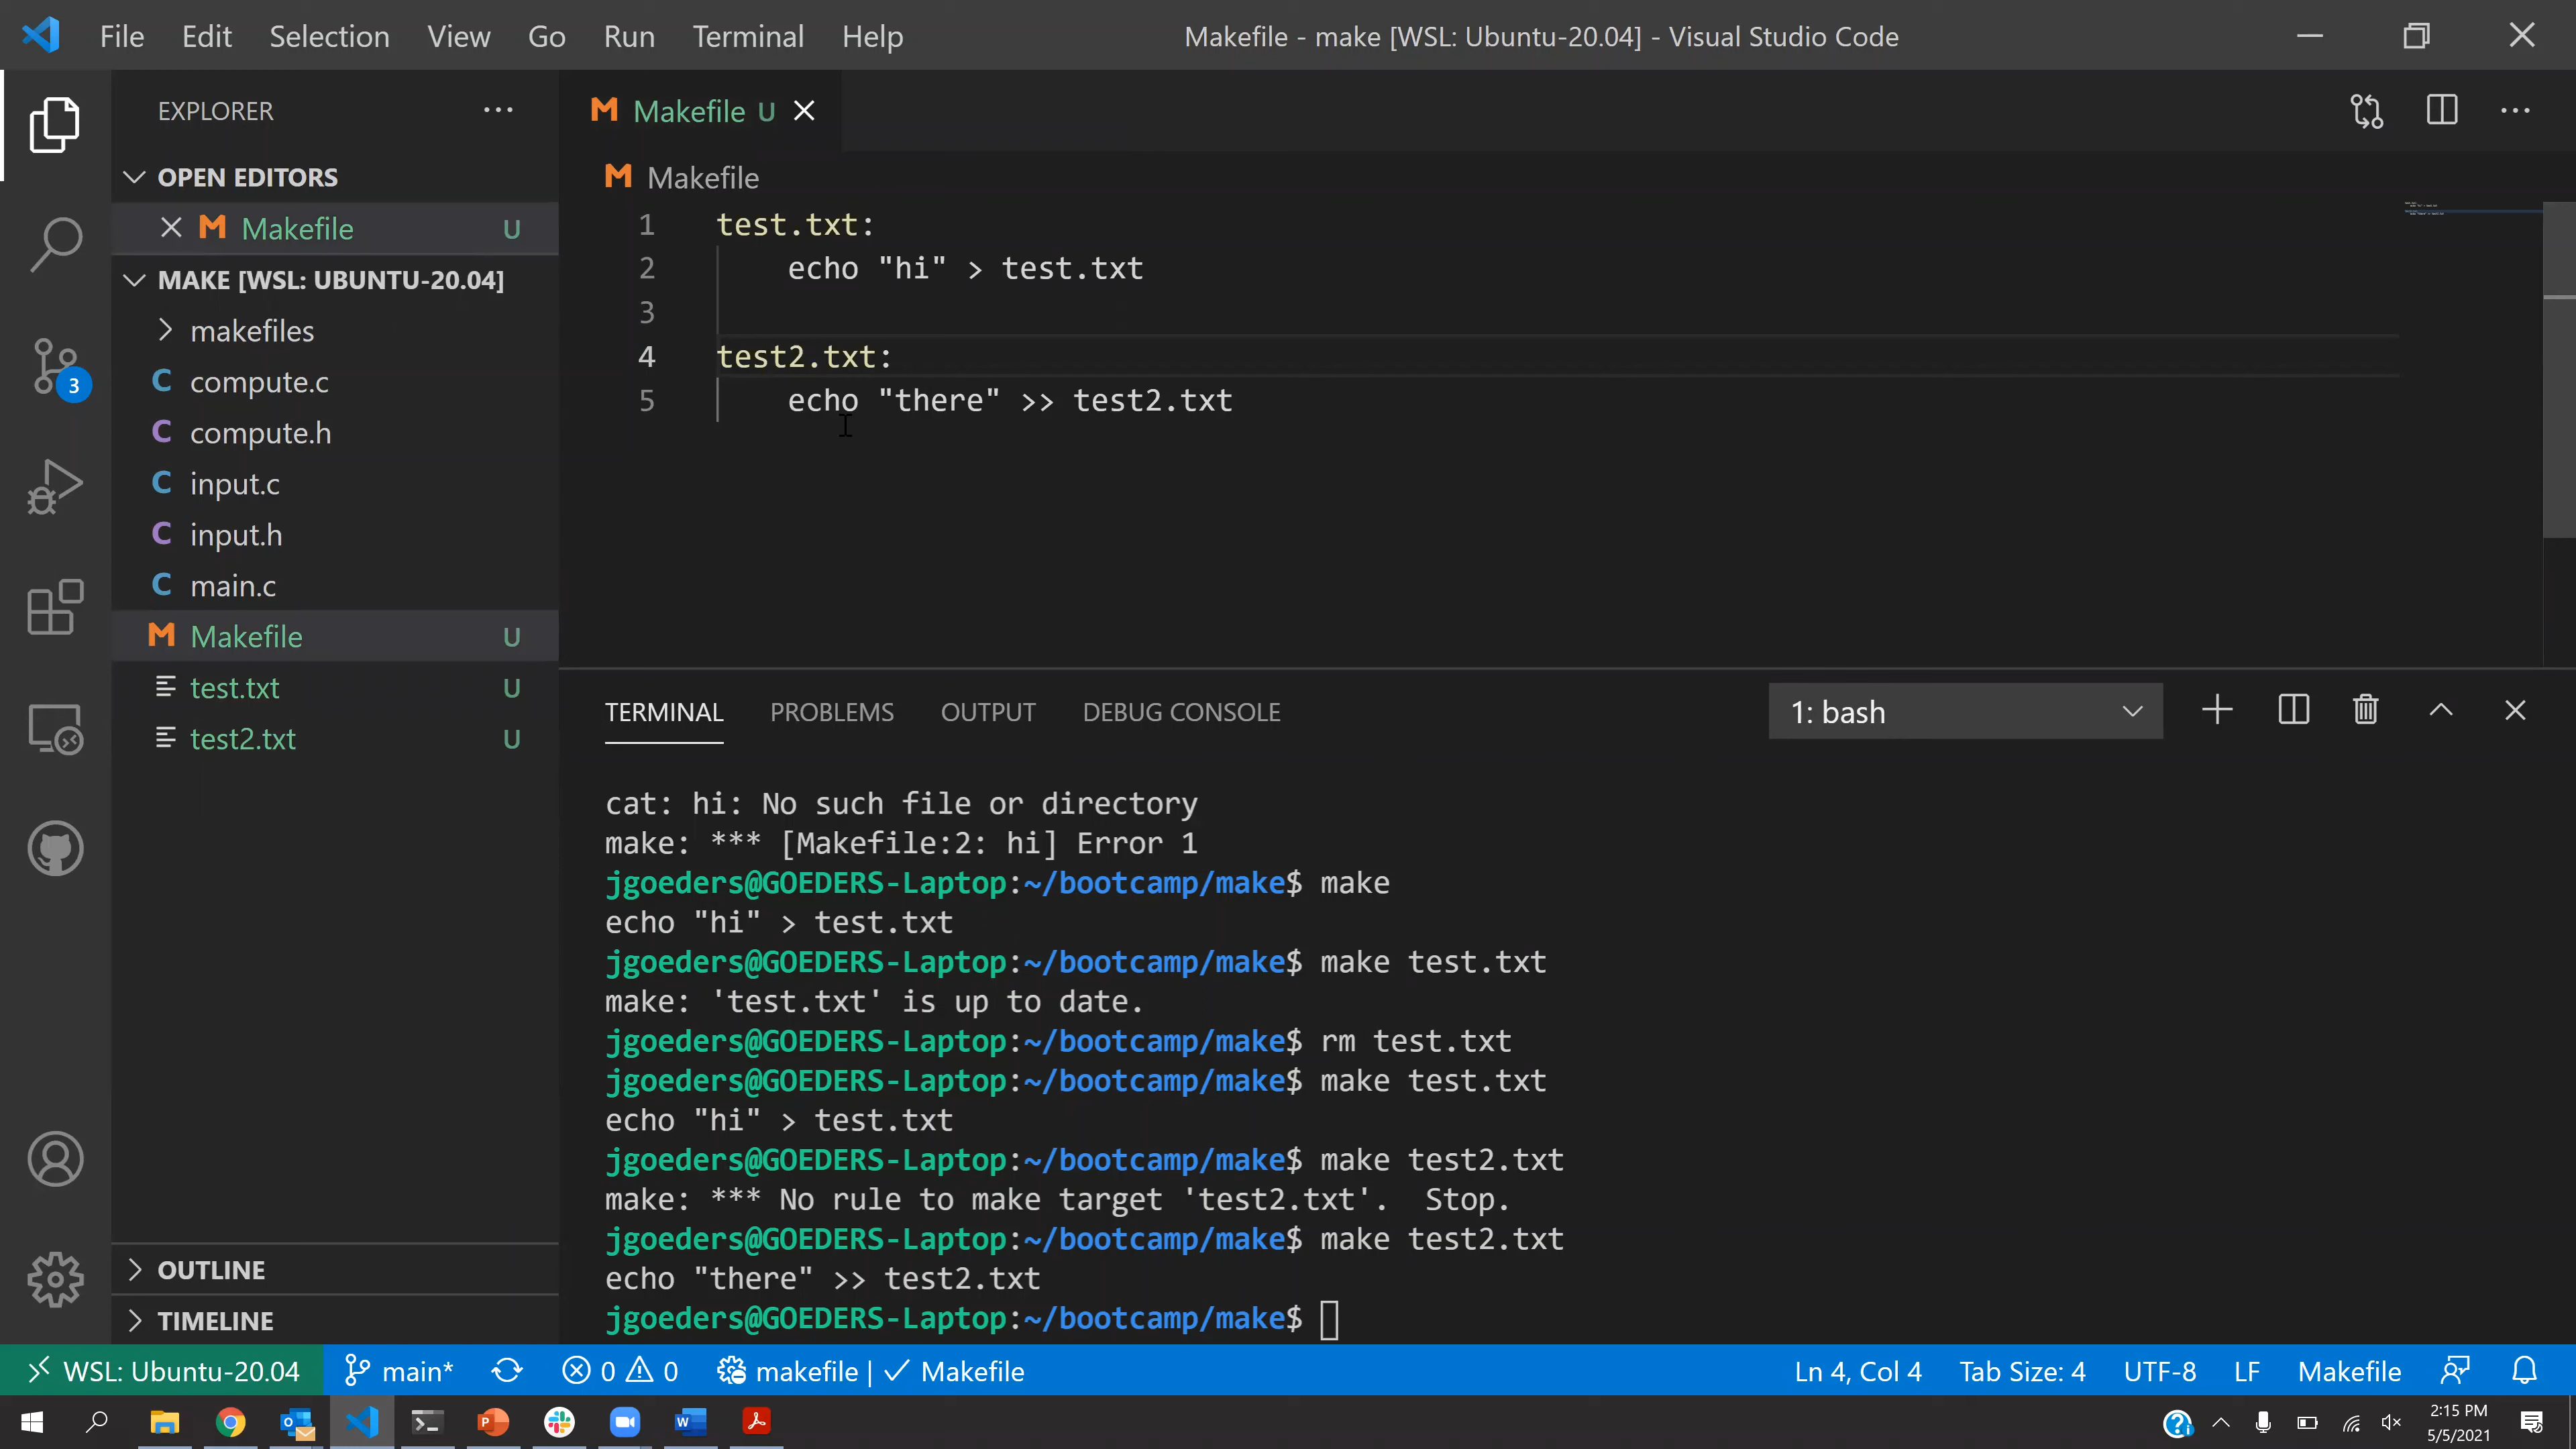 File Edit Selection View Go Run Terminal Help
Makefile - make [WSL: Ubuntu-20.04] - Visual Studio Code
EXPLORER
OPEN EDITORS
Makefile U
MAKE [WSL: UBUNTU-20.04]
makefiles
C compute.c
C compute.h
C input.c
C input.h
C main.c
M Makefile U
test.txt U
test2.txt U
OUTLINE
TIMELINE
3
M Makefile U
M Makefile
1 test.txt:
2 echo "hi" > test.txt
3
4 test2.txt:
5 echo "there" >> test2.txt
TERMINAL PROBLEMS OUTPUT DEBUG CONSOLE
1: bash
cat: hi: No such file or directory
make: *** [Makefile:2: hi] Error 1
jgoeders@GOEDERS-Laptop:~/bootcamp/make$ make
echo "hi" > test.txt
jgoeders@GOEDERS-Laptop:~/bootcamp/make$ make test.txt
make: 'test.txt' is up to date.
jgoeders@GOEDERS-Laptop:~/bootcamp/make$ rm test.txt
jgoeders@GOEDERS-Laptop:~/bootcamp/make$ make test.txt
echo "hi" > test.txt
jgoeders@GOEDERS-Laptop:~/bootcamp/make$ make test2.txt
make: *** No rule to make target 'test2.txt'.  Stop.
jgoeders@GOEDERS-Laptop:~/bootcamp/make$ make test2.txt
echo "there" >> test2.txt
jgoeders@GOEDERS-Laptop:~/bootcamp/make$
WSL: Ubuntu-20.04 main* 0 0 makefile | ✓ Makefile
Ln 4, Col 4 Tab Size: 4 UTF-8 LF Makefile
2:15 PM
5/5/2021